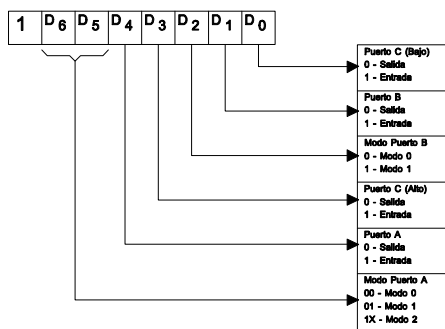 1 D6 D5 D4 D3 D2 D1 D0
Puerto C (Bajo)
0 - Salida
1 - Entrada
Puerto B
0 - Salida
1 - Entrada
Modo Puerto B
0 - Modo 0
1 - Modo 1
Puerto C (Alto)
0 - Salida
1 - Entrada
Puerto A
0 - Salida
1 - Entrada
Modo Puerto A
00 - Modo 0
01 - Modo 1
1X - Modo 2